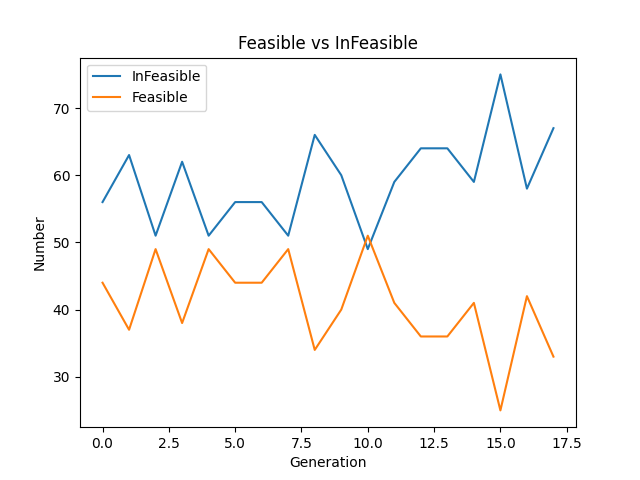 Feasible vs InFeasible
InFeasible
Feasible
70
60
50
40
30
Number
0.0 2.5 5.0 7.5 10.0 12.5 15.0 17.5
Generation